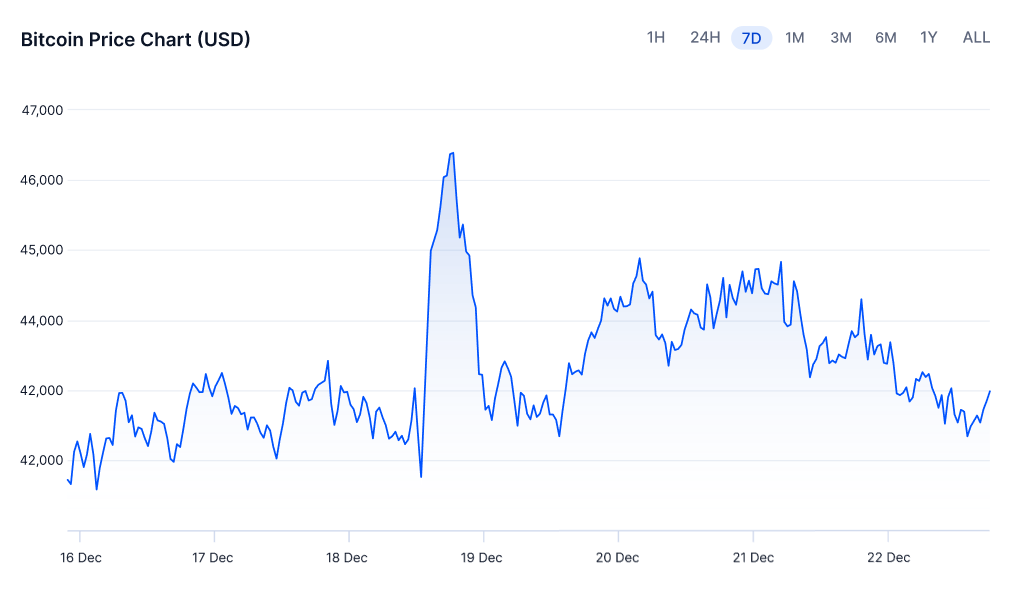 Bitcoin Price Chart (USD)
1H 24H 7D 1M 3M 6M 1Y ALL
47,000
46,000
45,000
44,000
42,000
42,000
16 Dec 17 Dec 18 Dec 19 Dec 20 Dec 21 Dec 22 Dec